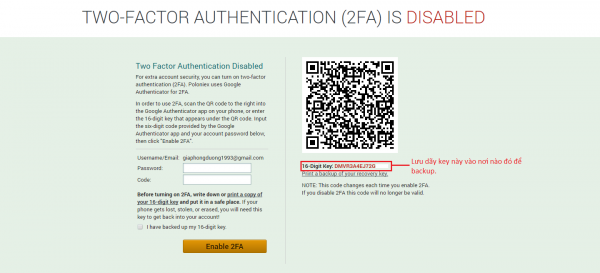 TWO-FACTOR AUTHENTICATION (2FA) IS DISABLED
Two Factor Authentication Disabled
For extra account security, you can turn on two-factor
authentication (2FA). Poloniex uses Google
Authenticator for 2FA.
In order to use 2FA, scan the QR code to the right into
the Google Authenticator app on your phone, or enter
the 16-digit key that appears under the QR code. Input
the six-digit code provided by the Google
Authenticator app and your account password below,
then click "Enable 2FA".
Username/Email: giaphongduong1993@gmail.com
Password:
Code:
Before turning on 2FA, write down or print a copy
of your 16-digit key and put it in a safe place. If your
phone gets lost, stolen, or erased, you will need this
key to get back into your account!
I have backed up my 16-digit key.
Enable 2FA
16-Digit Key: DMVR3A4EJ72G
Print a backup of your recovery key.
NOTE: This code changes each time you enable 2FA.
If you disable 2FA this code will no longer be valid.
Lưu dãy key này vào nơi nào đó để
backup.